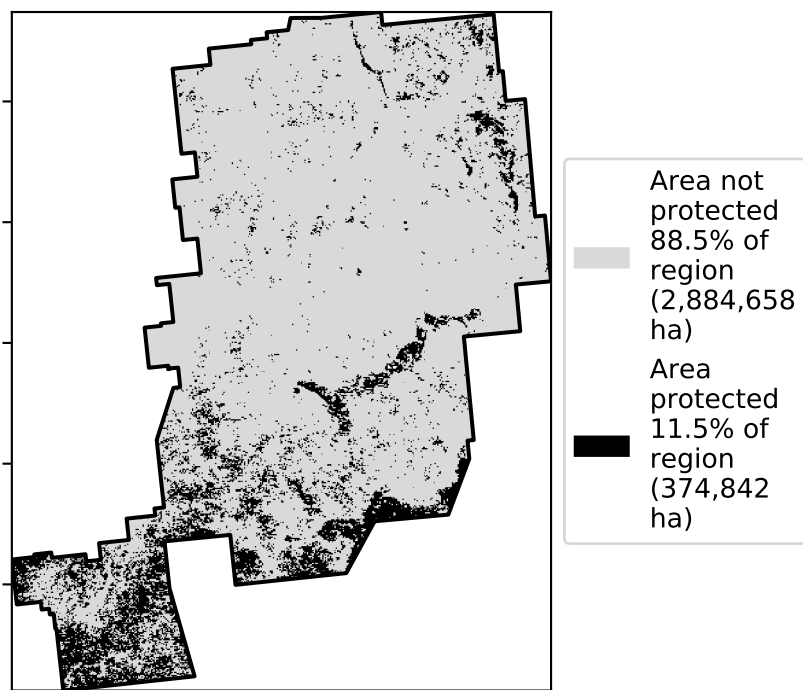 Area not
protected
88.5% of
region
(2,884,658
ha)
Area
protected
11.5% of
region
(374,842
ha)